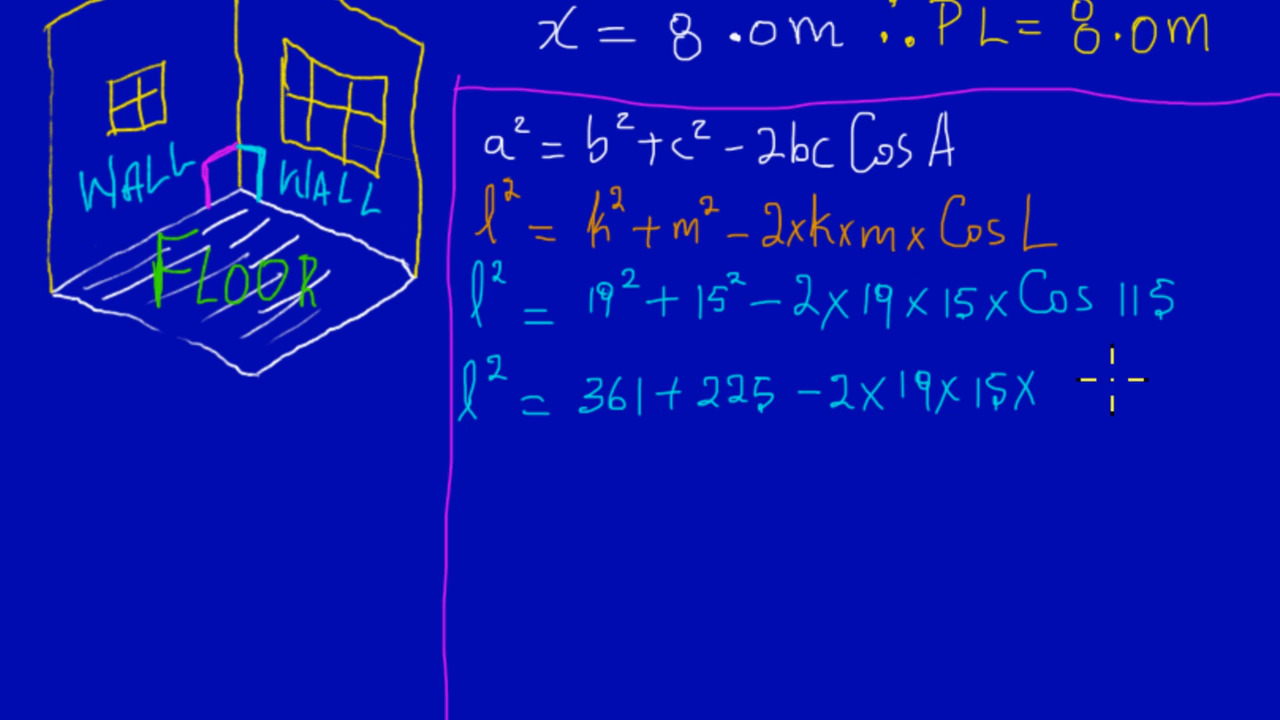 x = 8.0m ∴ PL = 8.0m
WALL WALL
FLOOR
a² = b² + c² - 2bc Cos A
l² = k² + m² - 2×k×m× Cos L
l² = 19² + 15² - 2×19×15× Cos 115
l² = 361 + 225 - 2×19×15×